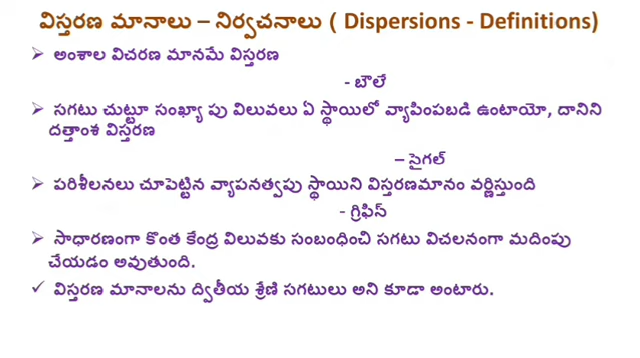 విస్తరణ మానాలు – నిర్వచనాలు ( Dispersions - Definitions)
➢ అంశాల విచరణ మానమే విస్తరణ
- బౌలే
➢ సగటు చుట్టూ సంఖ్యా పు విలువలు ఏ స్థాయిలో వ్యాపింపబడి ఉంటాయో, దానిని
దత్తాంశ విస్తరణ
– సైగల్
➢ పరిశీలనలు చూపెట్టిన వ్యాపనత్వపు స్థాయిని విస్తరణమానం వర్ణిస్తుంది
- గ్రిఫిస్
➢ సాధారణంగా కొంత కేంద్ర విలువకు సంబంధించి సగటు విచలనంగా మదింపు
చేయడం అవుతుంది.
✓ విస్తరణ మానాలను ద్వితీయ శ్రేణి సగటులు అని కూడా అంటారు.